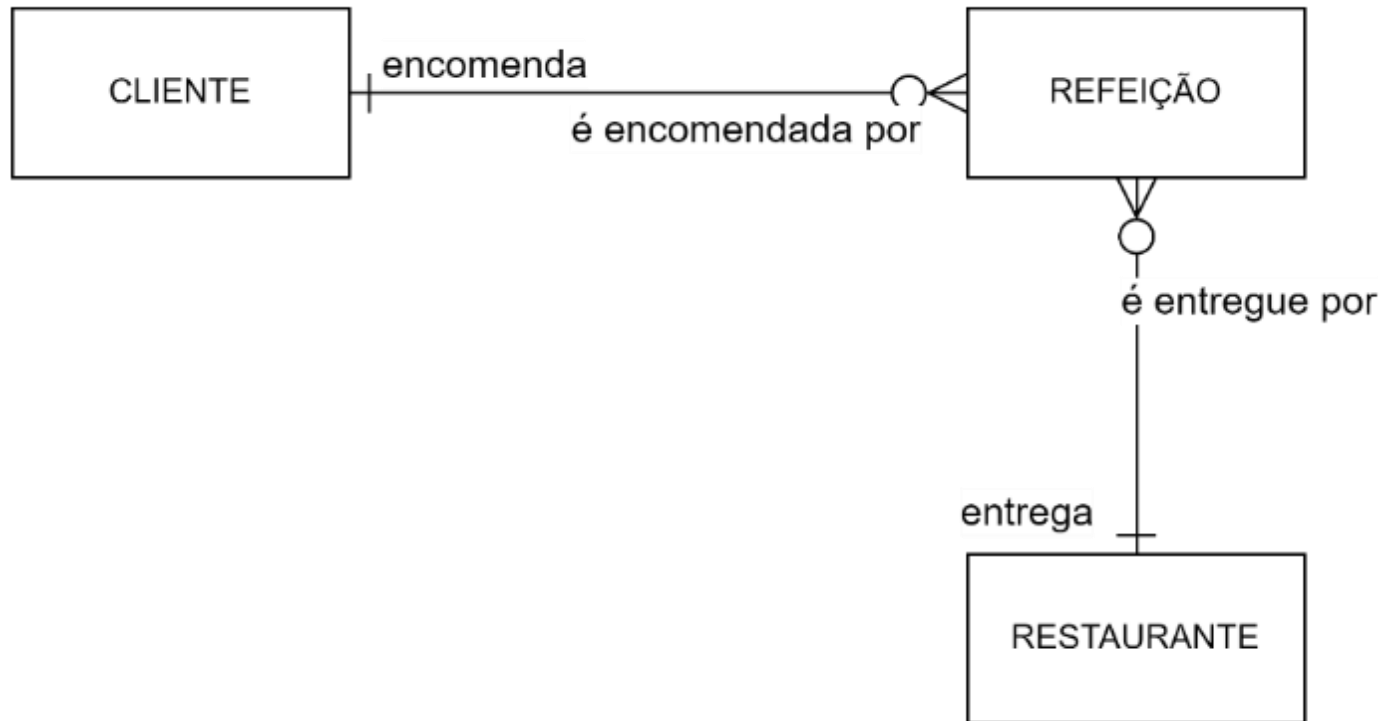 CLIENTE
encomenda
é encomendada por
REFEIÇÃO
é entregue por
entrega
RESTAURANTE